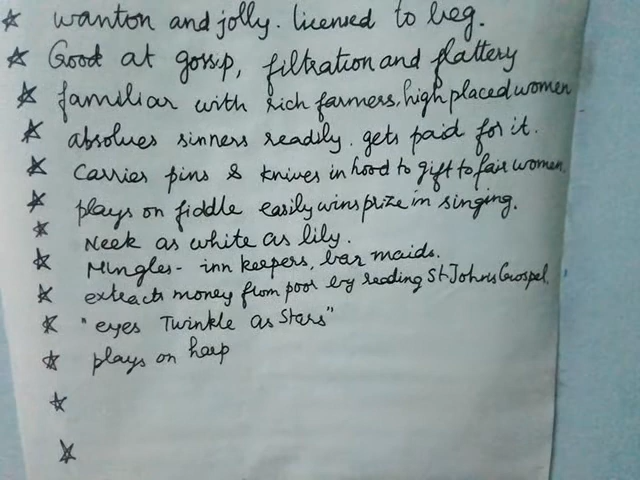 ☆ wanton and jolly. licensed to beg.
☆ Good at gossip, filtration and flattery
☆ familiar with rich farmers, high placed women
☆ absolves sinners readily. gets paid for it.
☆ Carries pins & knives in hood to gift to fair women.
☆ plays on fiddle easily wins prize in singing.
☆ Neek as white as lily.
☆ Mingles - inn keepers, bar maids.
☆ extracts money from poor by reading St. Johns Gospel.
☆ "eyes Twinkle as Stars"
☆ plays on harp
☆
☆